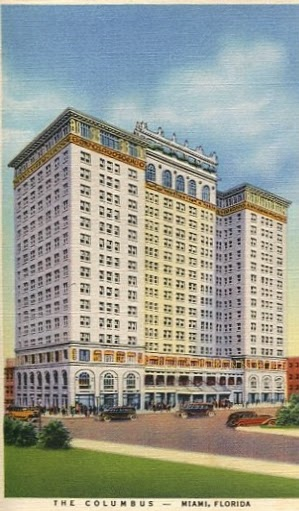 THE COLUMBUS — MIAMI, FLORIDA